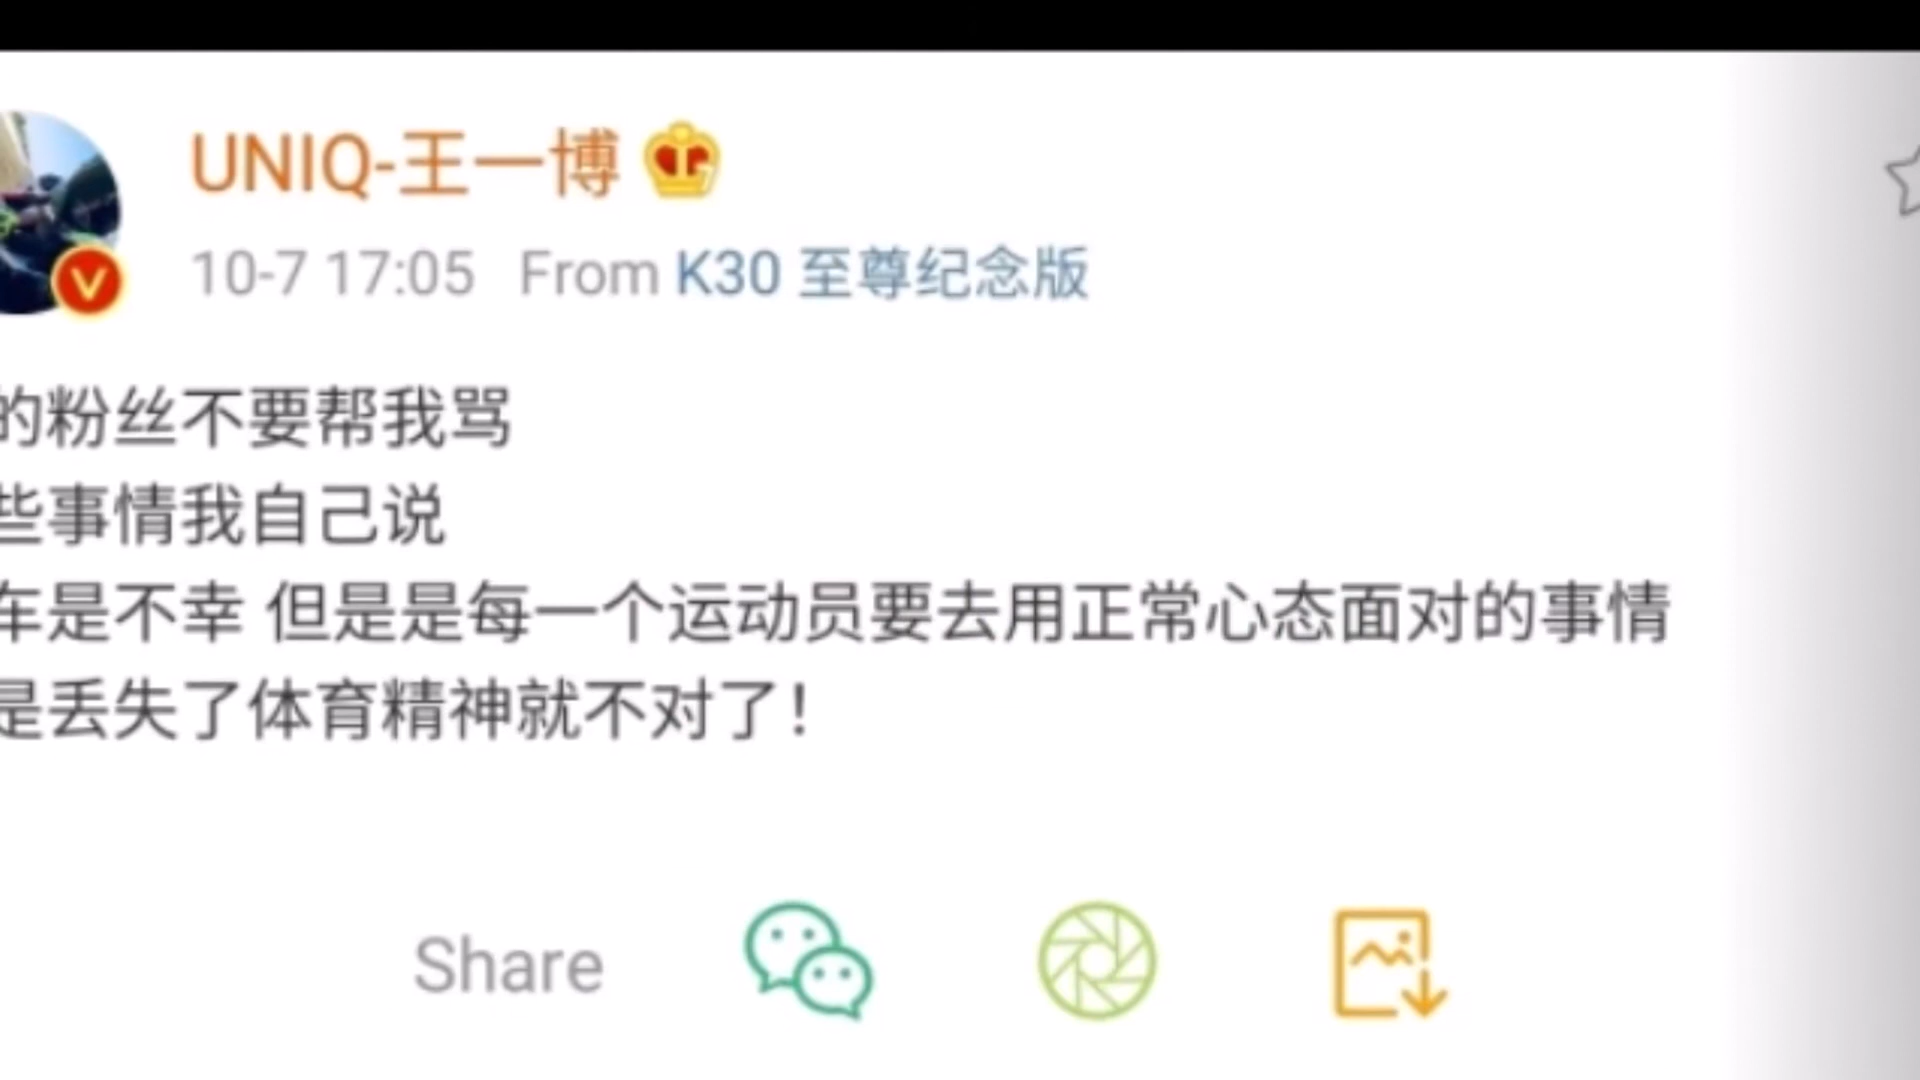 UNIQ-王一博
10-7 17:05 From K30 至尊纪念版
的粉丝不要帮我骂
些事情我自己说
车是不幸 但是是每一个运动员要去用正常心态面对的事情
是丢失了体育精神就不对了！
Share